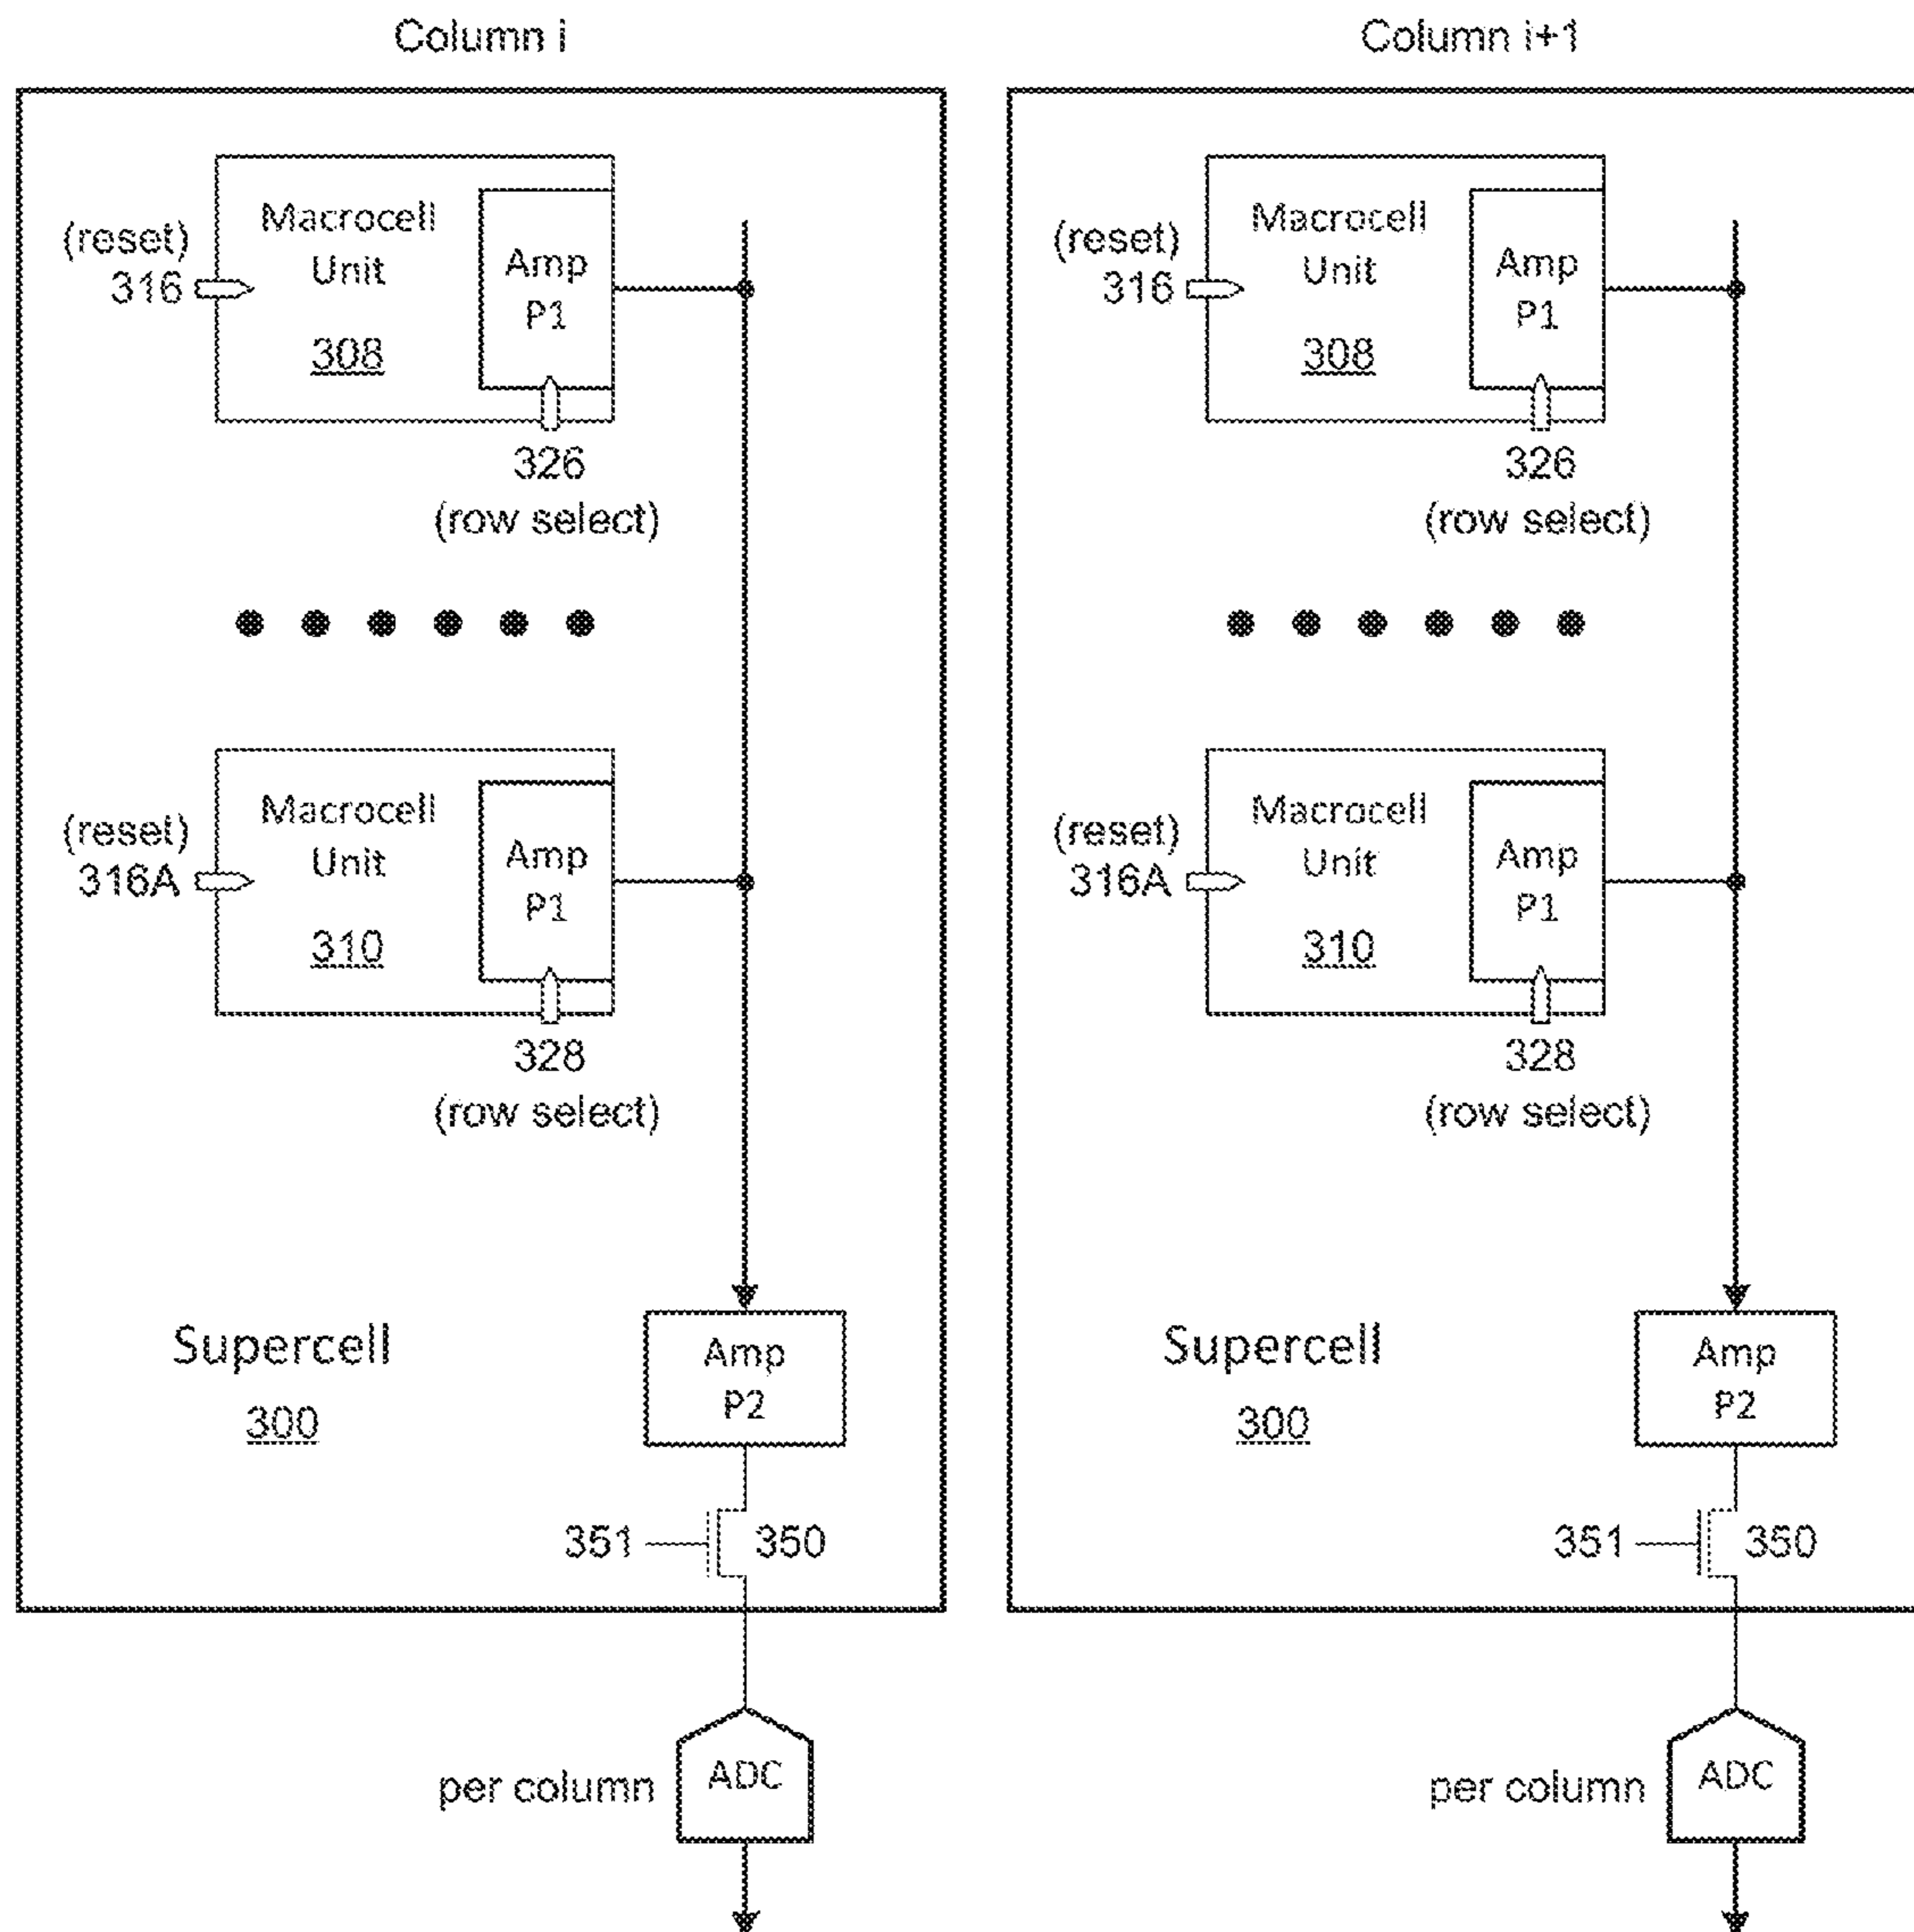 Column i
(reset)
316
Macrocell
Unit
308
Amp
P1
326
(row select)
(reset)
316A
Macrocell
Unit
310
Amp
P1
328
(row select)
Supercell
300
Amp
P2
351
350
per column
ADC
Column i+1
(reset)
316
Macrocell
Unit
308
Amp
P1
326
(row select)
(reset)
316A
Macrocell
Unit
310
Amp
P1
328
(row select)
Supercell
300
Amp
P2
351
350
per column
ADC